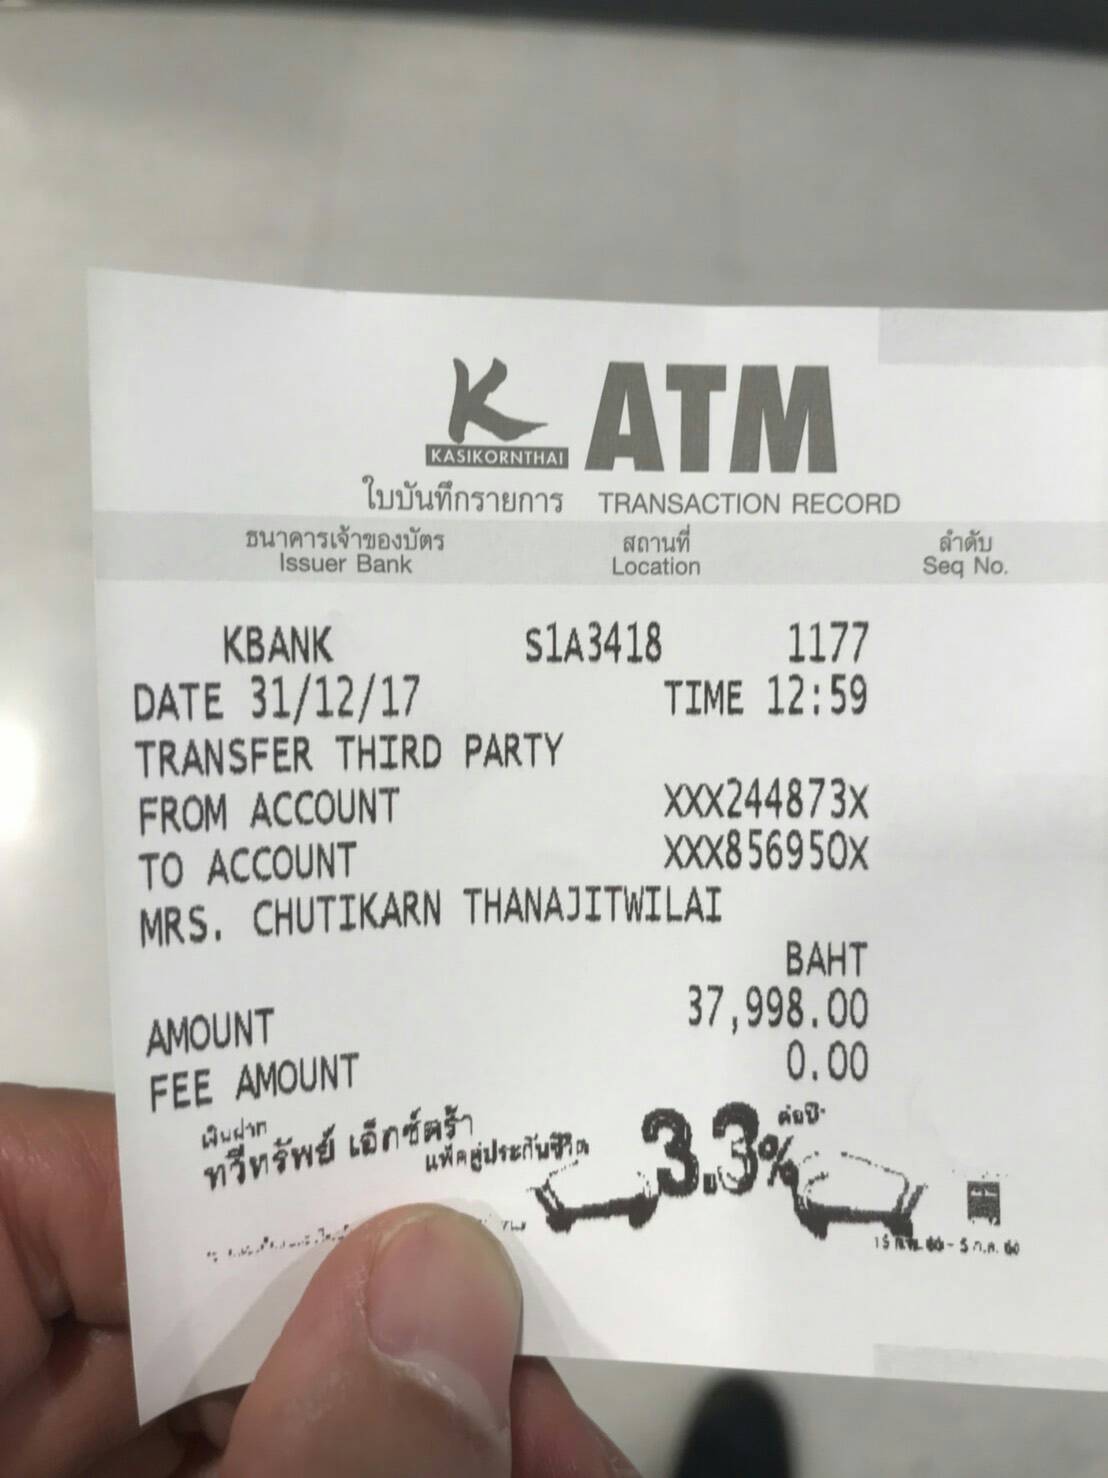 K ATM
KASIKORNTHAI
ใบบันทึกรายการ TRANSACTION RECORD
ธนาคารเจ้าของบัตร สถานที่ ลำดับ
Issuer Bank Location Seq No.
KBANK S1A3418 1177
DATE 31/12/17 TIME 12:59
TRANSFER THIRD PARTY
FROM ACCOUNT XXX244873X
TO ACCOUNT XXX856950X
MRS. CHUTIKARN THANAJITWILAI
BAHT
AMOUNT 37,998.00
FEE AMOUNT 0.00
เงินฝาก
ทวีทรัพย์ เอ็กซ์ตร้า 3.3% ต่อปี*
แพ็คคู่ประกันชีวิต
60 - 5 ก.ค. 60